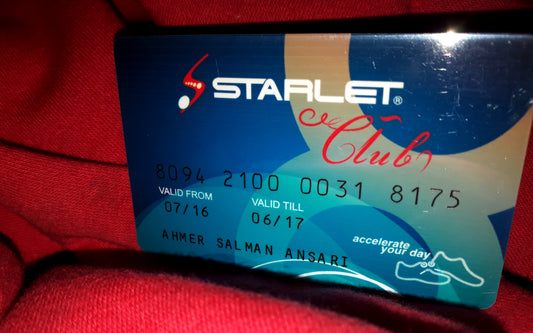 STARLET®
Club
8094 2100 0031 8175
VALID FROM VALID TILL
07/16 06/17
AHMER SALMAN ANSARI
accelerate
your day